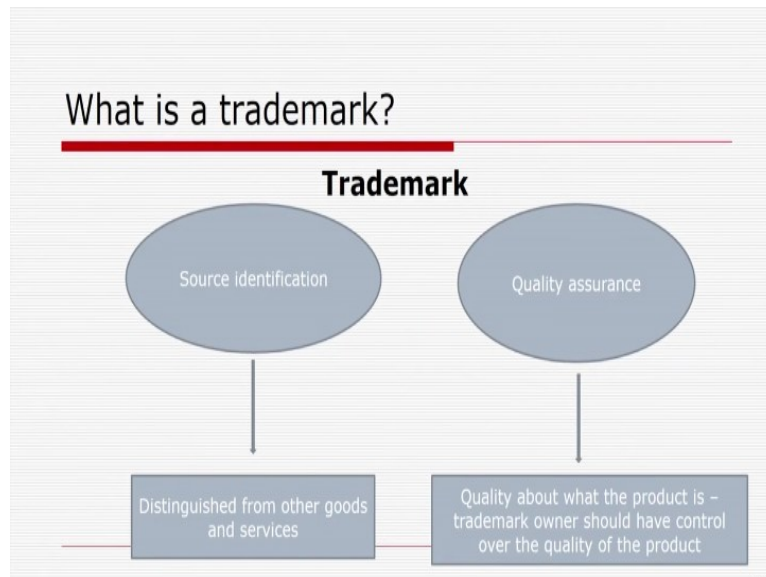 What is a trademark?
Trademark
Source identification
Quality assurance
Distinguished from other goods
and services
Quality about what the product is –
trademark owner should have control
over the quality of the product